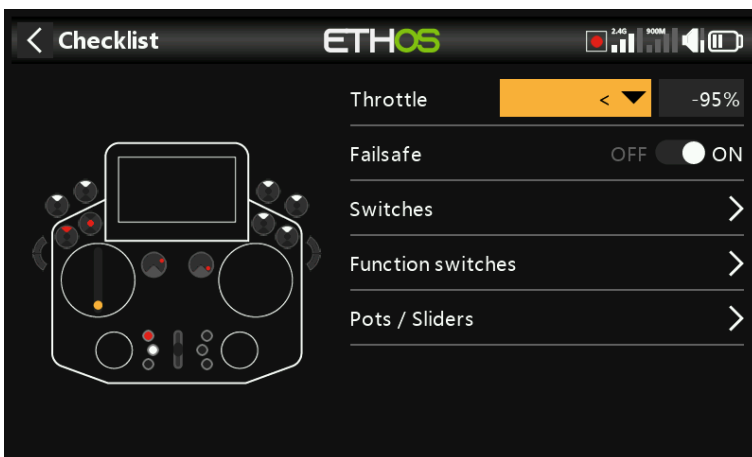 Checklist
ETHOS
2.4G 900M
Throttle < -95%
Failsafe OFF ON
Switches
Function switches
Pots / Sliders